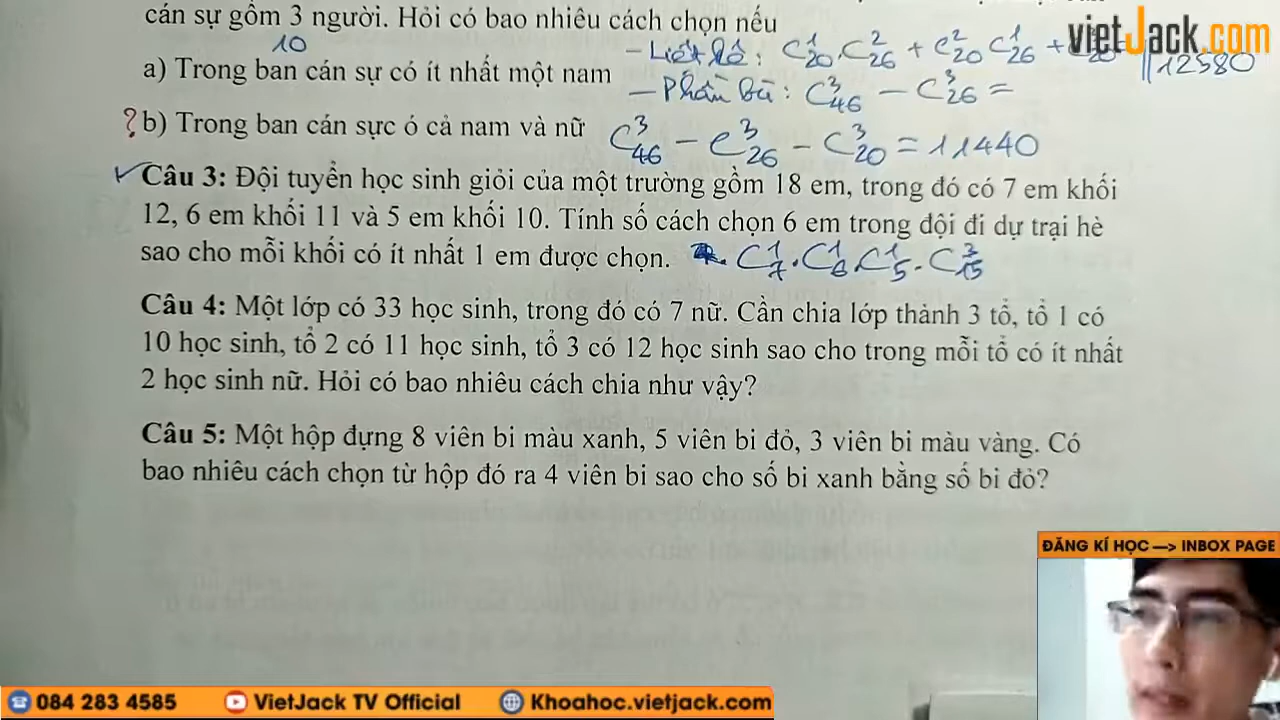 cán sự gồm 3 người. Hỏi có bao nhiêu cách chọn nếu
vietJack.com
10
– Liệt kê: C¹₂₀.C²₂₆ + C²₂₀ C¹₂₆ +
12580
a) Trong ban cán sự có ít nhất một nam
– Phần bù: C³₄₆ – C³₂₆ =
? b) Trong ban cán sực ó cả nam và nữ C³₄₆ – C³₂₆ – C³₂₀ = 11440
Câu 3: Đội tuyển học sinh giỏi của một trường gồm 18 em, trong đó có 7 em khối
12, 6 em khối 11 và 5 em khối 10. Tính số cách chọn 6 em trong đội đi dự trại hè
sao cho mỗi khối có ít nhất 1 em được chọn. C¹₇.C¹₆.C¹₅.C³₁₅
Câu 4: Một lớp có 33 học sinh, trong đó có 7 nữ. Cần chia lớp thành 3 tổ, tổ 1 có
10 học sinh, tổ 2 có 11 học sinh, tổ 3 có 12 học sinh sao cho trong mỗi tổ có ít nhất
2 học sinh nữ. Hỏi có bao nhiêu cách chia như vậy?
Câu 5: Một hộp đựng 8 viên bi màu xanh, 5 viên bi đỏ, 3 viên bi màu vàng. Có
bao nhiêu cách chọn từ hộp đó ra 4 viên bi sao cho số bi xanh bằng số bi đỏ?
ĐĂNG KÍ HỌC —> INBOX PAGE
084 283 4585 VietJack TV Official Khoahoc.vietjack.com